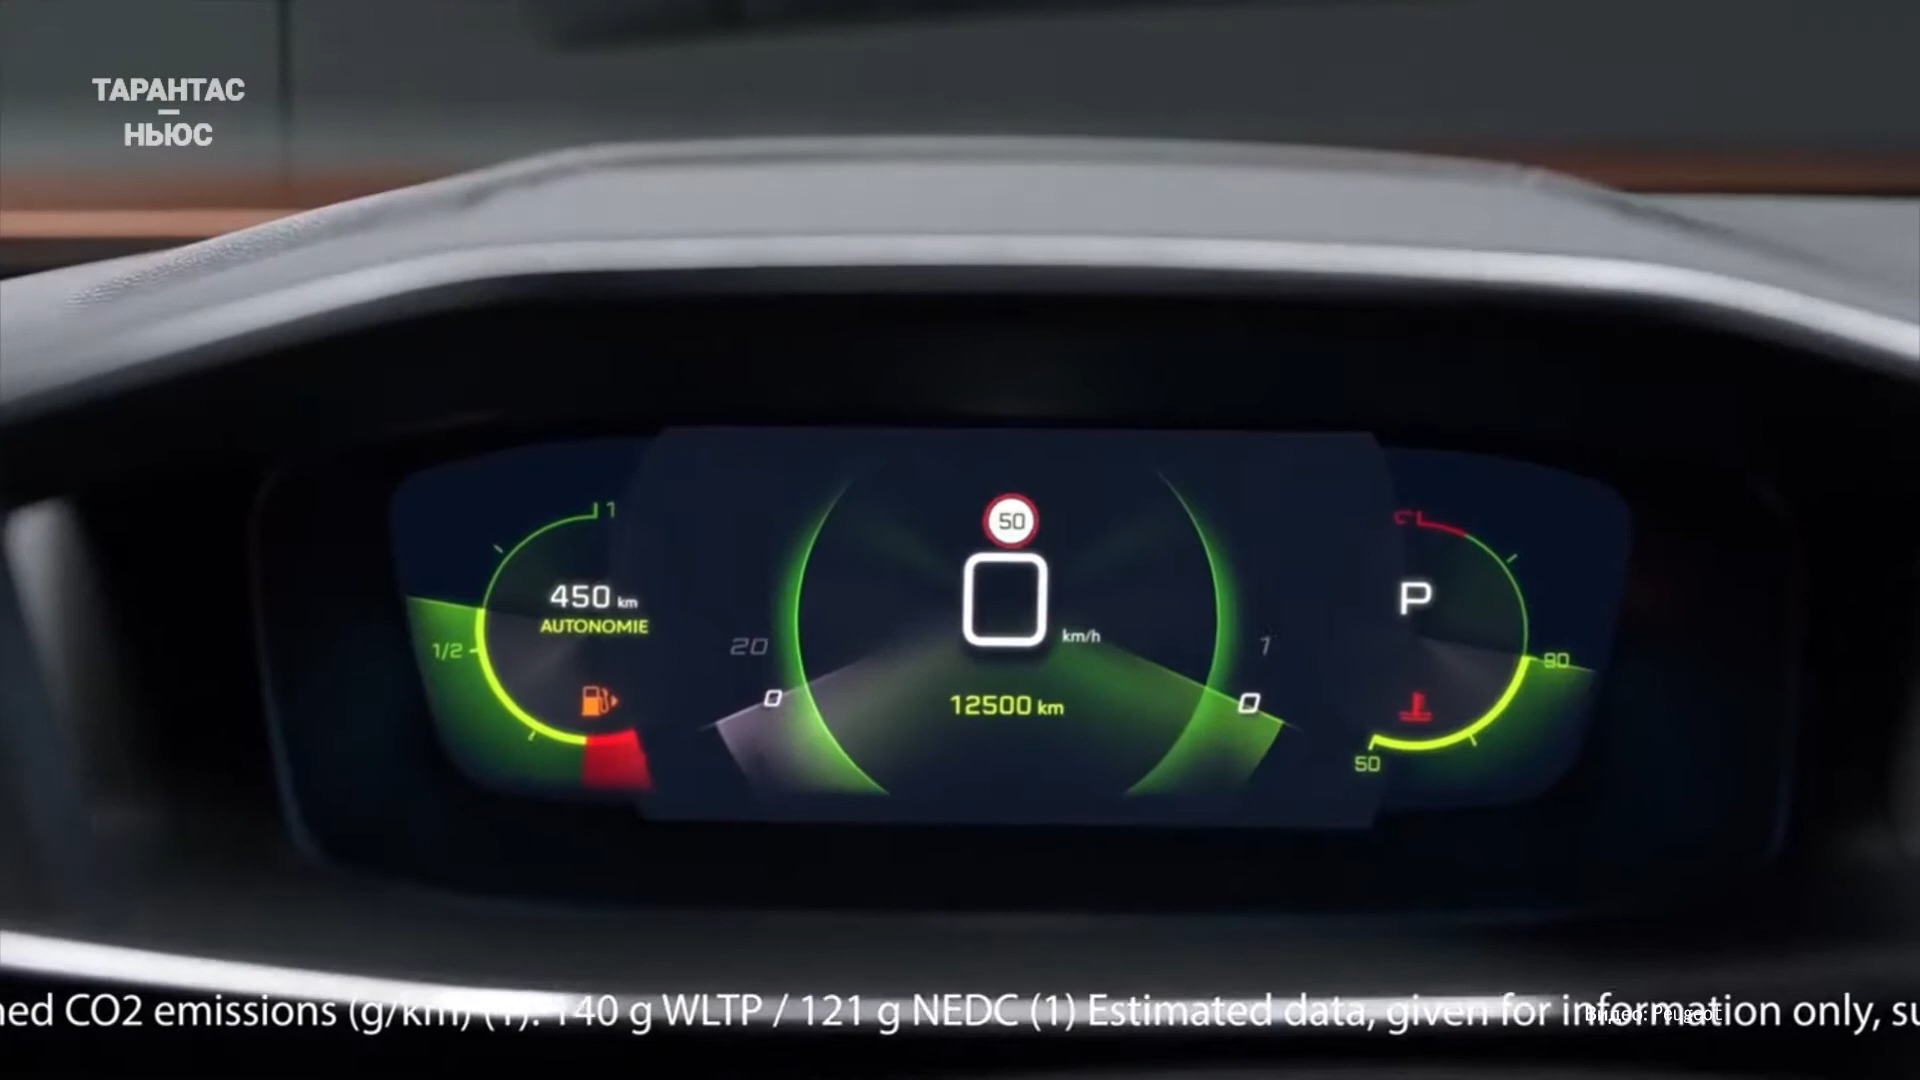 ТАРАНТАС
НЬЮС
50
1
450 km
AUTONOMIE
1/2
0
km/h
20
0
12500 km
1
0
P
90
50
ned CO2 emissions (g/km) (1): 140 g WLTP / 121 g NEDC (1) Estimated data, given for information only, su
Видео: Peugeot